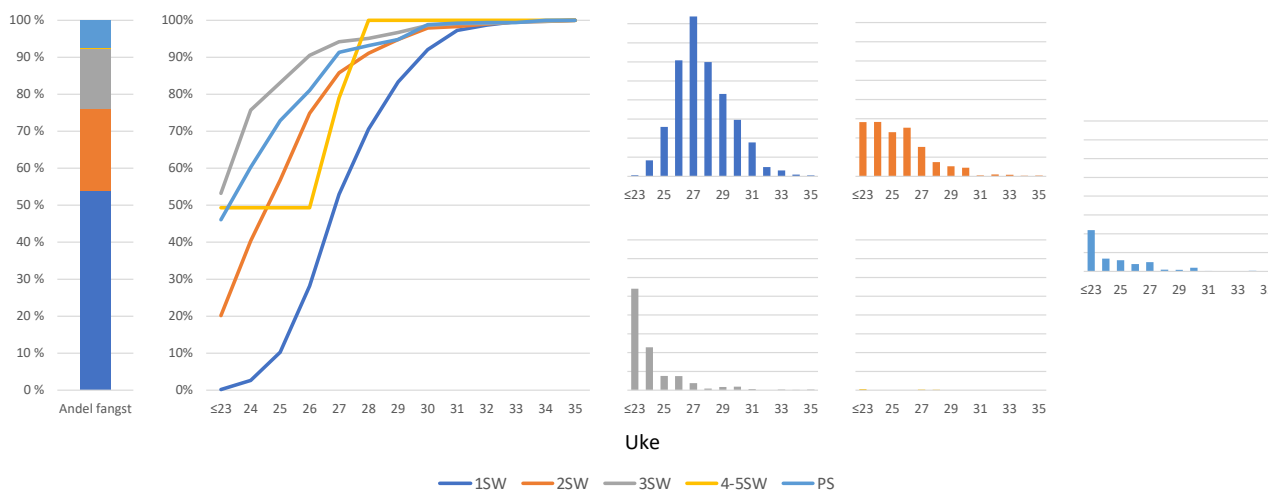 100 %
90 %
80 %
70 %
60 %
50 %
40 %
30 %
20 %
10 %
0 %
Andel fangst
100%
90%
80%
70%
60%
50%
40%
30%
20%
10%
0%
≤23 24 25 26 27 28 29 30 31 32 33 34 35
≤23 25 27 29 31 33 35
≤23 25 27 29 31 33 35
≤23 25 27 29 31 33 3
≤23 25 27 29 31 33 35
≤23 25 27 29 31 33 35
Uke
1SW 2SW 3SW 4-5SW PS